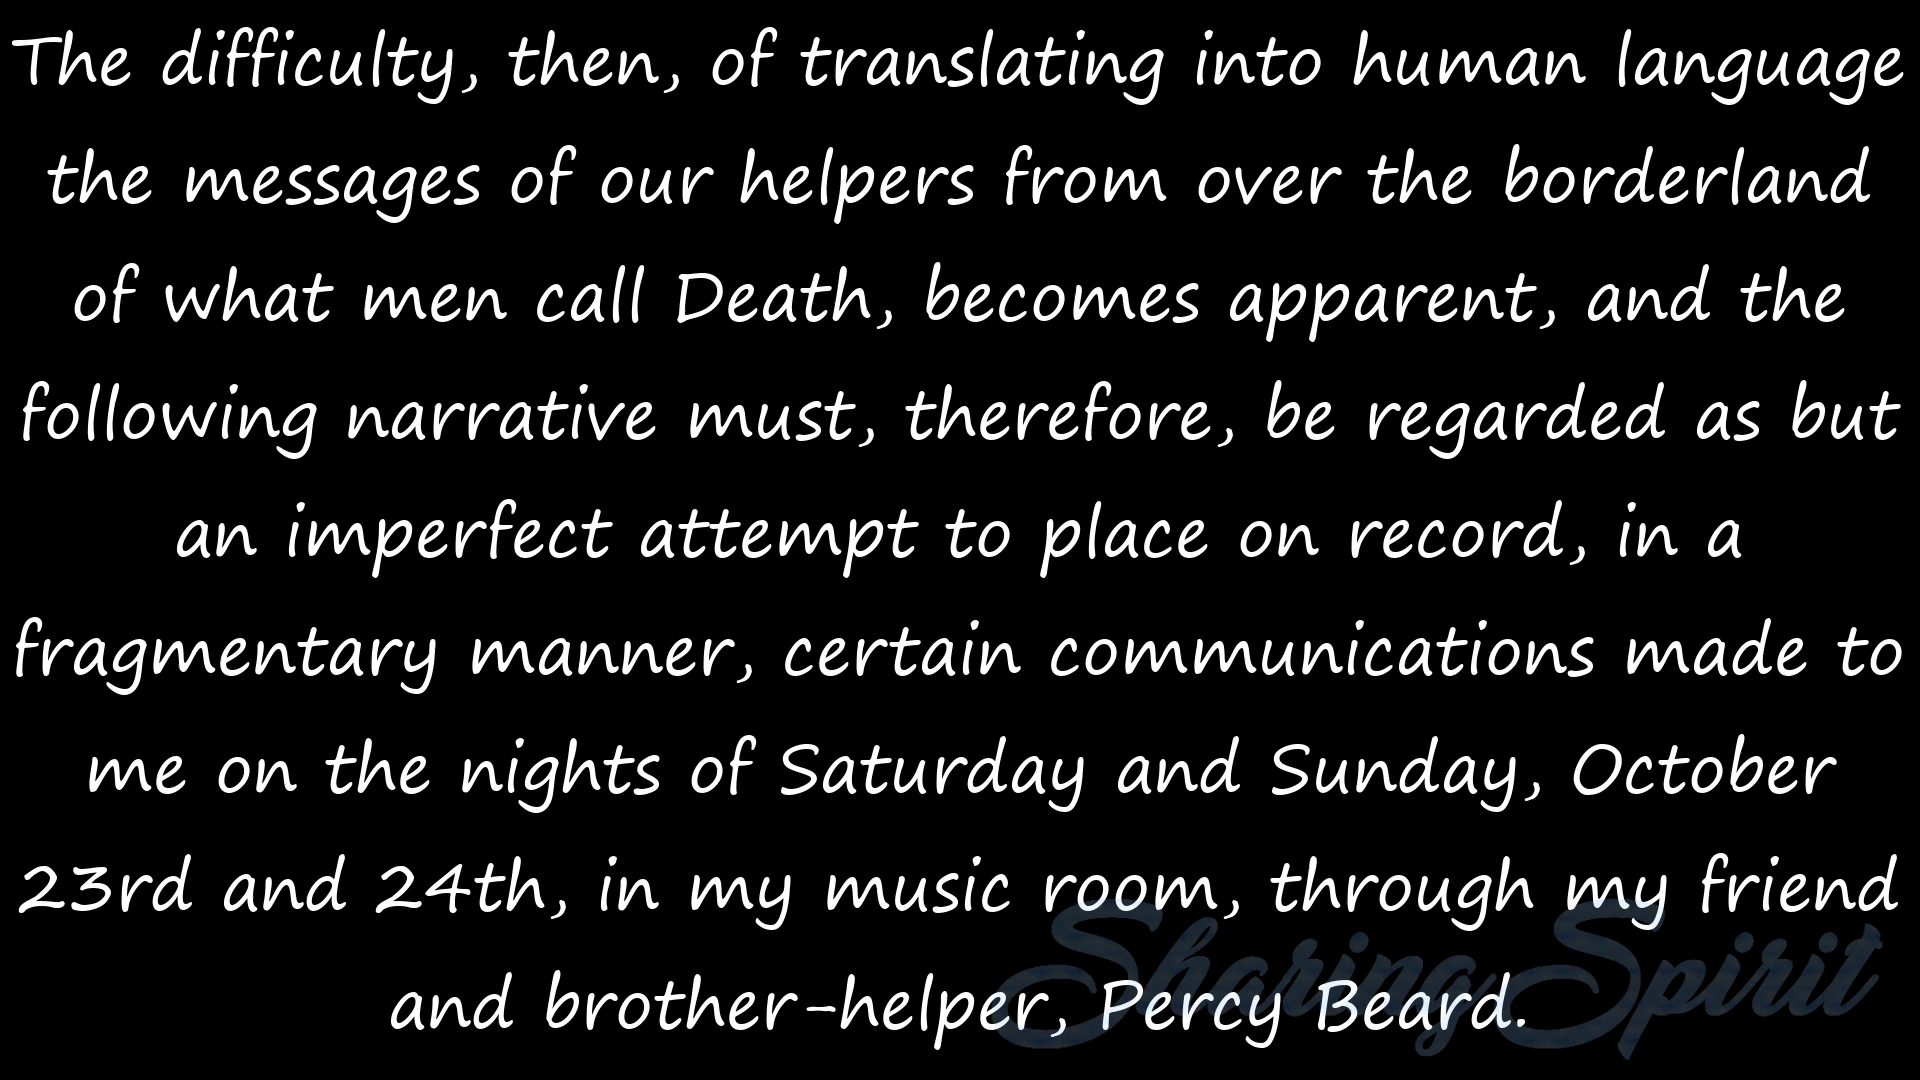 The difficulty, then, of translating into human language
the messages of our helpers from over the borderland
of what men call Death, becomes apparent, and the
following narrative must, therefore, be regarded as but
an imperfect attempt to place on record, in a
fragmentary manner, certain communications made to
me on the nights of Saturday and Sunday, October
23rd and 24th, in my music room, through my friend
and brother-helper, Percy Beard.
SharingSpirit